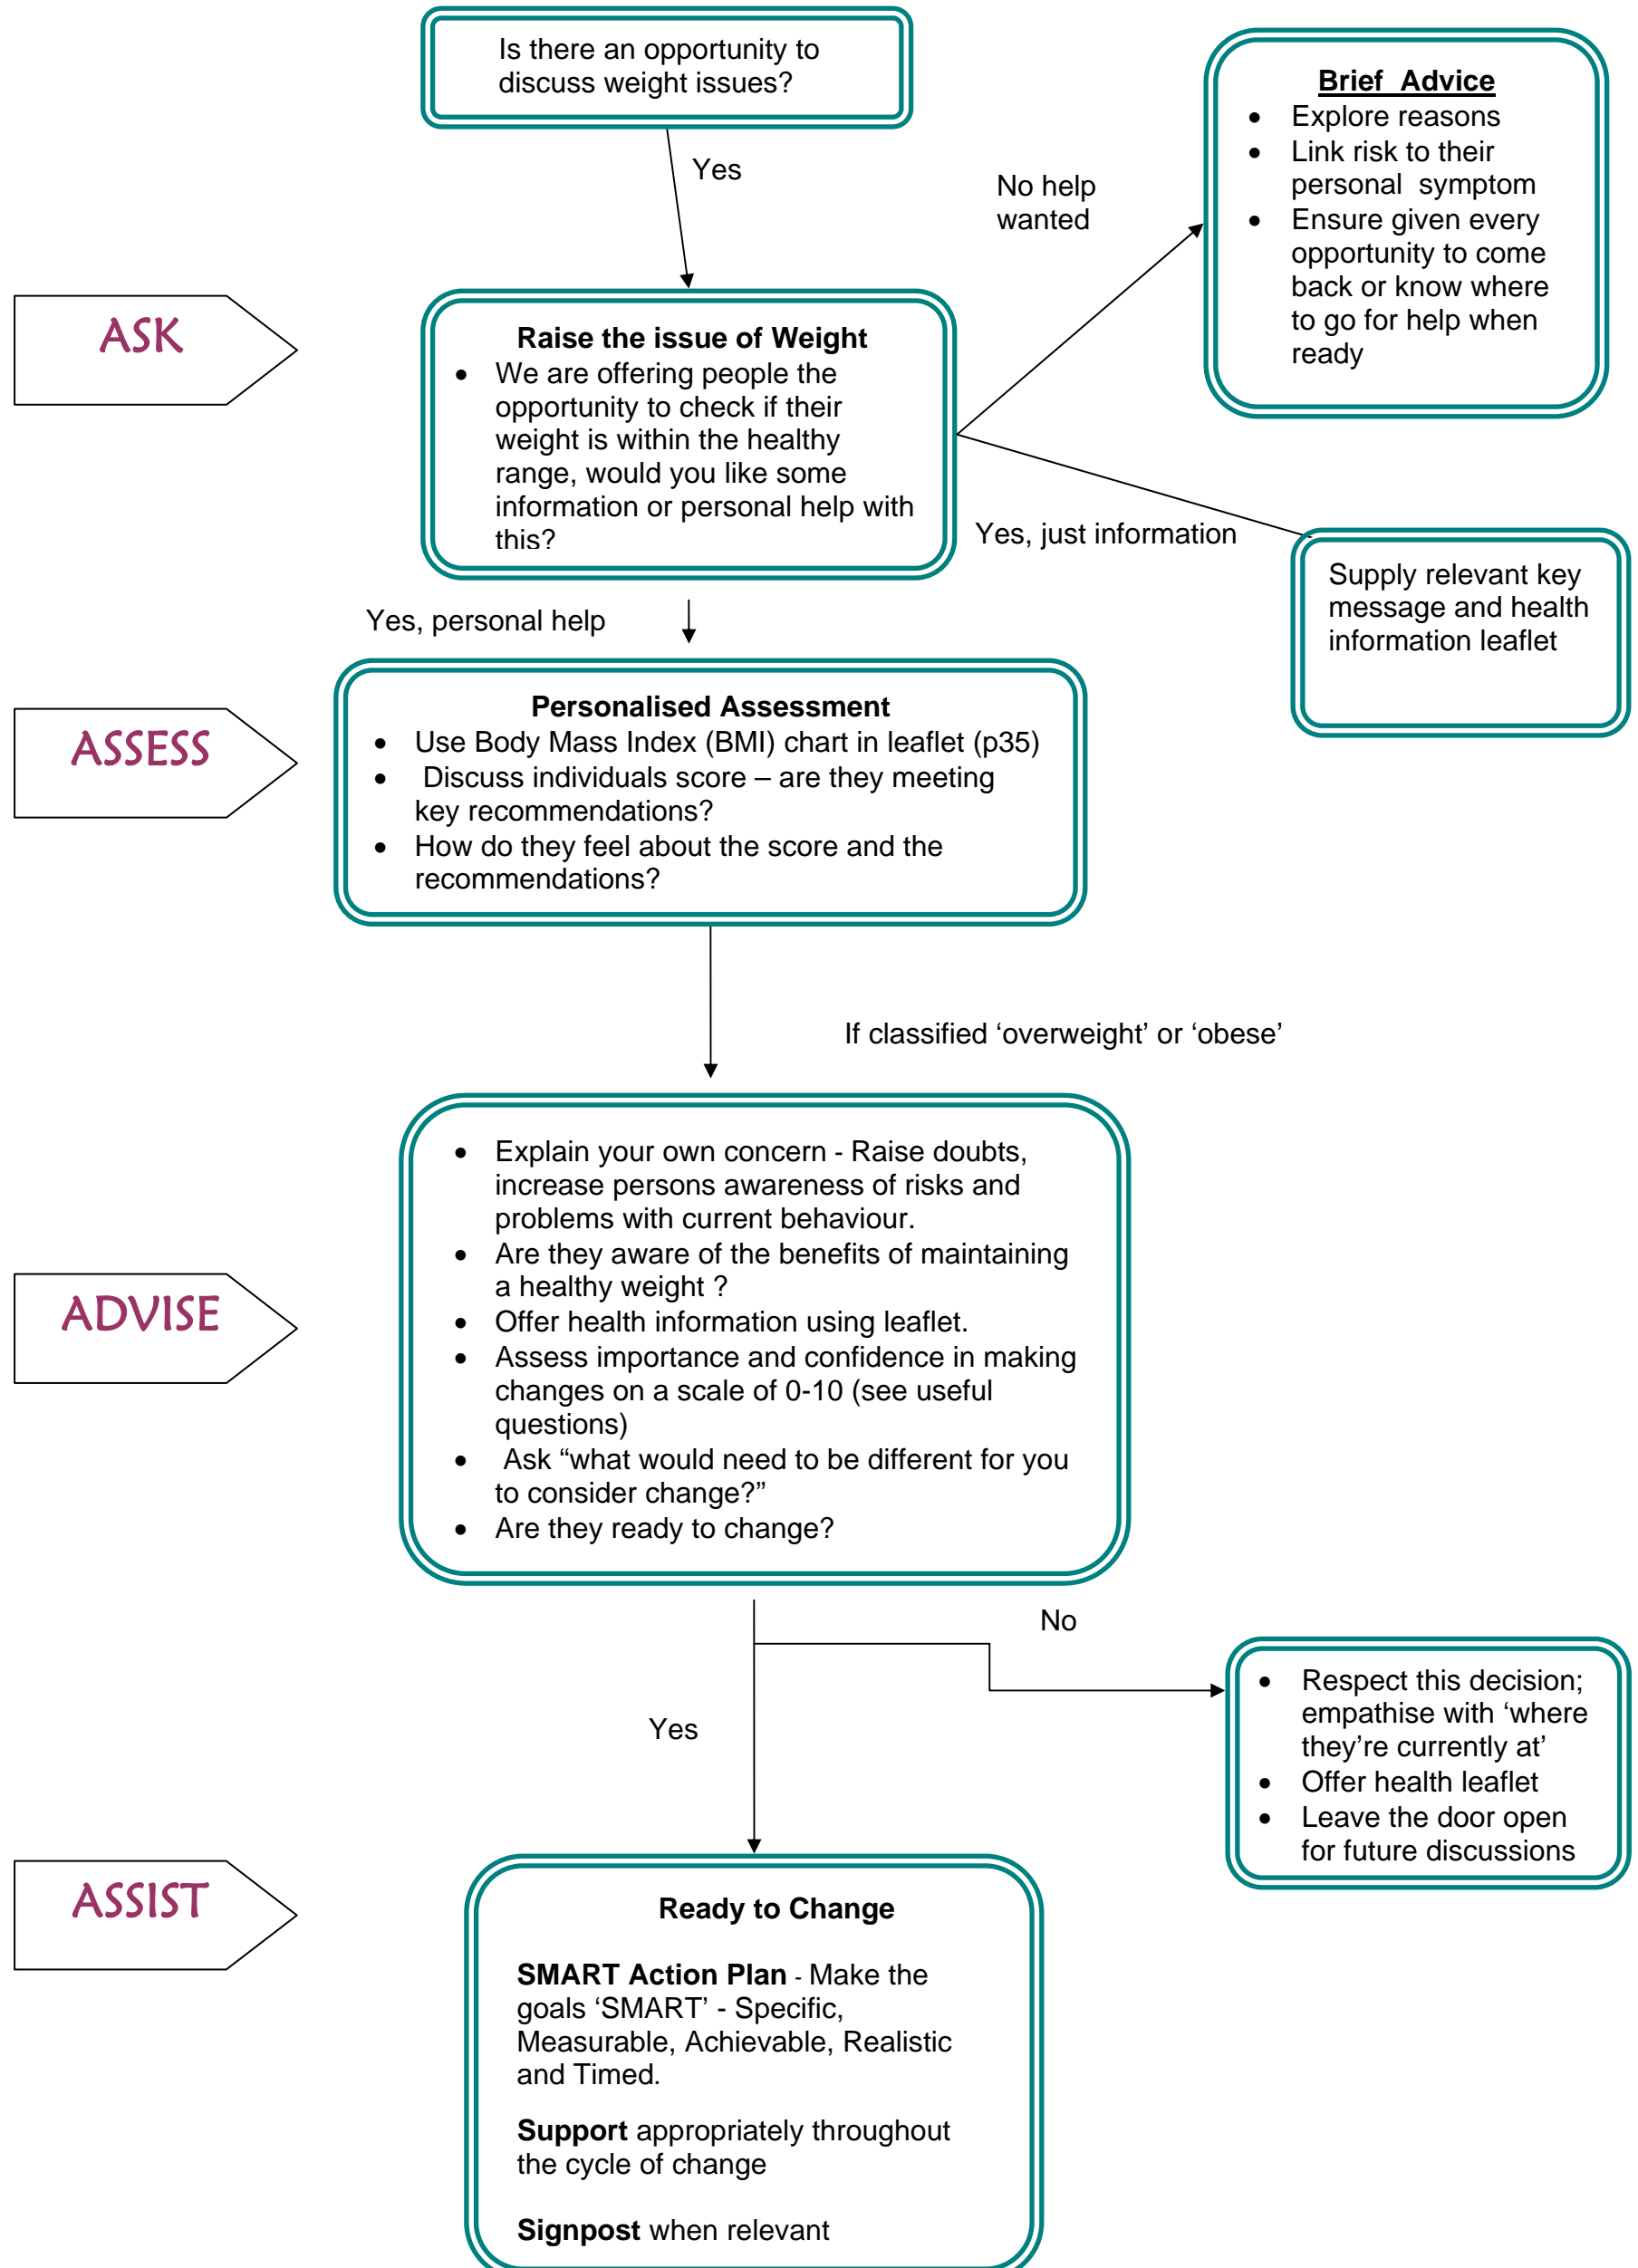 Is there an opportunity to
discuss weight issues?
Yes
No help
wanted
Brief Advice
• Explore reasons
• Link risk to their
personal symptom
• Ensure given every
opportunity to come
back or know where
to go for help when
ready
ASK
Raise the issue of Weight
• We are offering people the
opportunity to check if their
weight is within the healthy
range, would you like some
information or personal help with
this?
Yes, just information
Supply relevant key
message and health
information leaflet
Yes, personal help
ASSESS
Personalised Assessment
• Use Body Mass Index (BMI) chart in leaflet (p35)
• Discuss individuals score – are they meeting
key recommendations?
• How do they feel about the score and the
recommendations?
If classified ‘overweight’ or ‘obese’
ADVISE
• Explain your own concern - Raise doubts,
increase persons awareness of risks and
problems with current behaviour.
• Are they aware of the benefits of maintaining
a healthy weight ?
• Offer health information using leaflet.
• Assess importance and confidence in making
changes on a scale of 0-10 (see useful
questions)
• Ask “what would need to be different for you
to consider change?”
• Are they ready to change?
No
Yes
• Respect this decision;
empathise with ‘where
they’re currently at’
• Offer health leaflet
• Leave the door open
for future discussions
ASSIST
Ready to Change
SMART Action Plan - Make the
goals ‘SMART’ - Specific,
Measurable, Achievable, Realistic
and Timed.
Support appropriately throughout
the cycle of change
Signpost when relevant